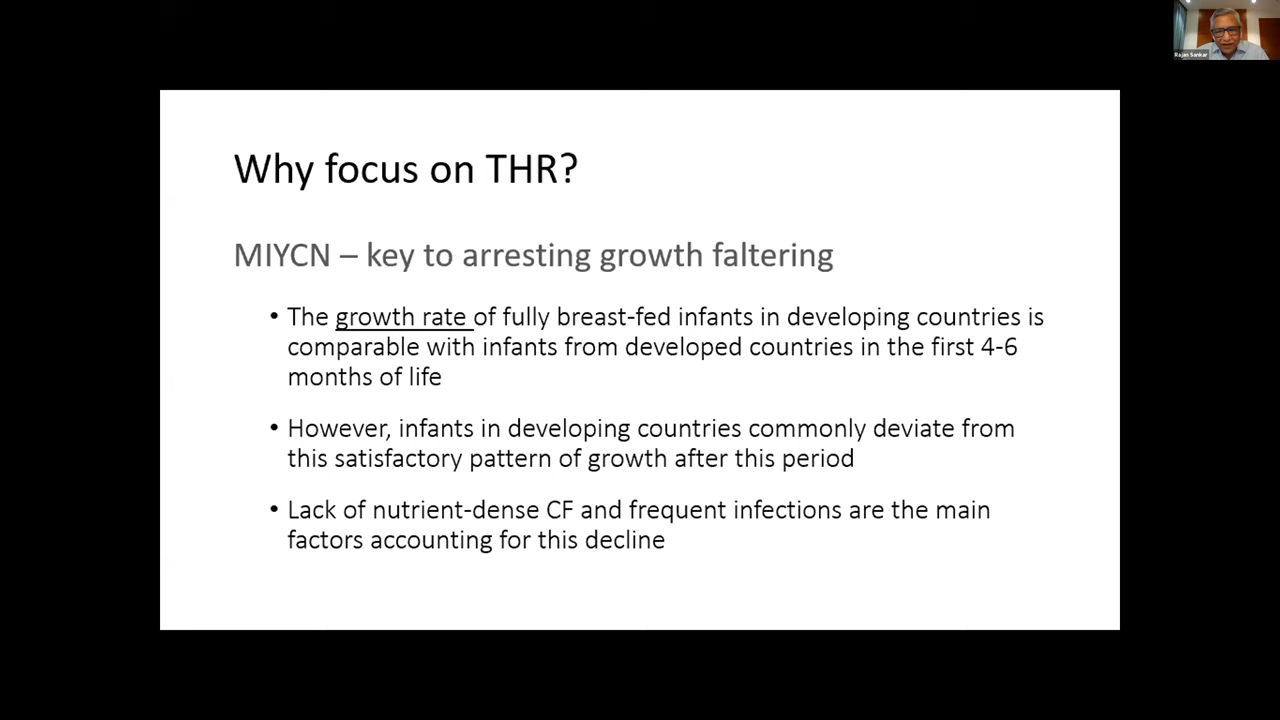 Rajan Sankar
Why focus on THR?
MIYCN – key to arresting growth faltering
• The growth rate of fully breast-fed infants in developing countries is
comparable with infants from developed countries in the first 4-6
months of life
• However, infants in developing countries commonly deviate from
this satisfactory pattern of growth after this period
• Lack of nutrient-dense CF and frequent infections are the main
factors accounting for this decline